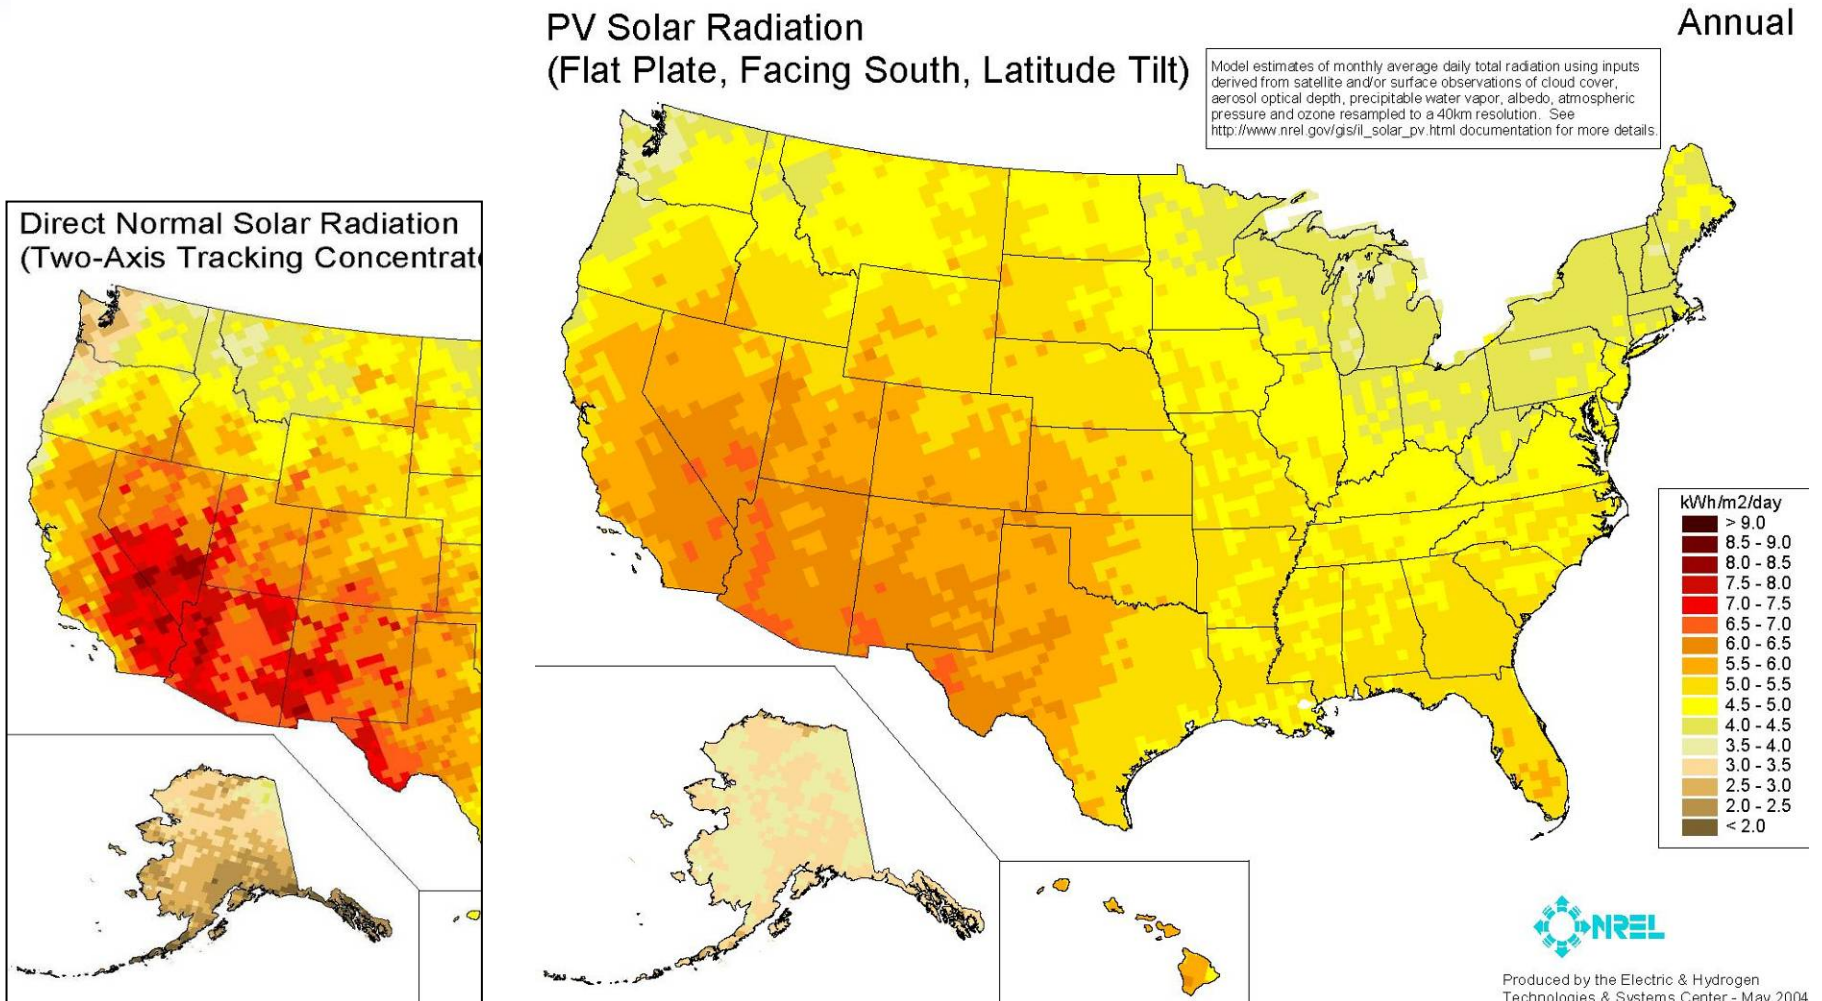 PV Solar Radiation
(Flat Plate, Facing South, Latitude Tilt)
Annual
Model estimates of monthly average daily total radiation using inputs
derived from satellite and/or surface observations of cloud cover,
aerosol optical depth, precipitable water vapor, albedo, atmospheric
pressure and ozone resampled to a 40km resolution. See
http://www.nrel.gov/gis/il_solar_pv.html documentation for more details.
Direct Normal Solar Radiation
(Two-Axis Tracking Concentrat
kWh/m2/day
> 9.0
8.5 - 9.0
8.0 - 8.5
7.5 - 8.0
7.0 - 7.5
6.5 - 7.0
6.0 - 6.5
5.5 - 6.0
5.0 - 5.5
4.5 - 5.0
4.0 - 4.5
3.5 - 4.0
3.0 - 3.5
2.5 - 3.0
2.0 - 2.5
< 2.0
NREL
Produced by the Electric & Hydrogen
Technologies & Systems Center - May 2004